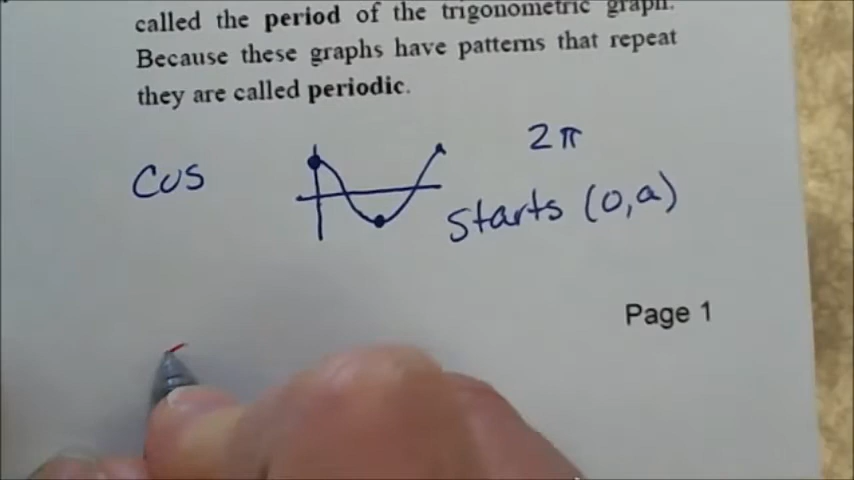 called the period of the trigonometric graph.
Because these graphs have patterns that repeat
they are called periodic.
Cos
2π
starts (0,a)
Page 1